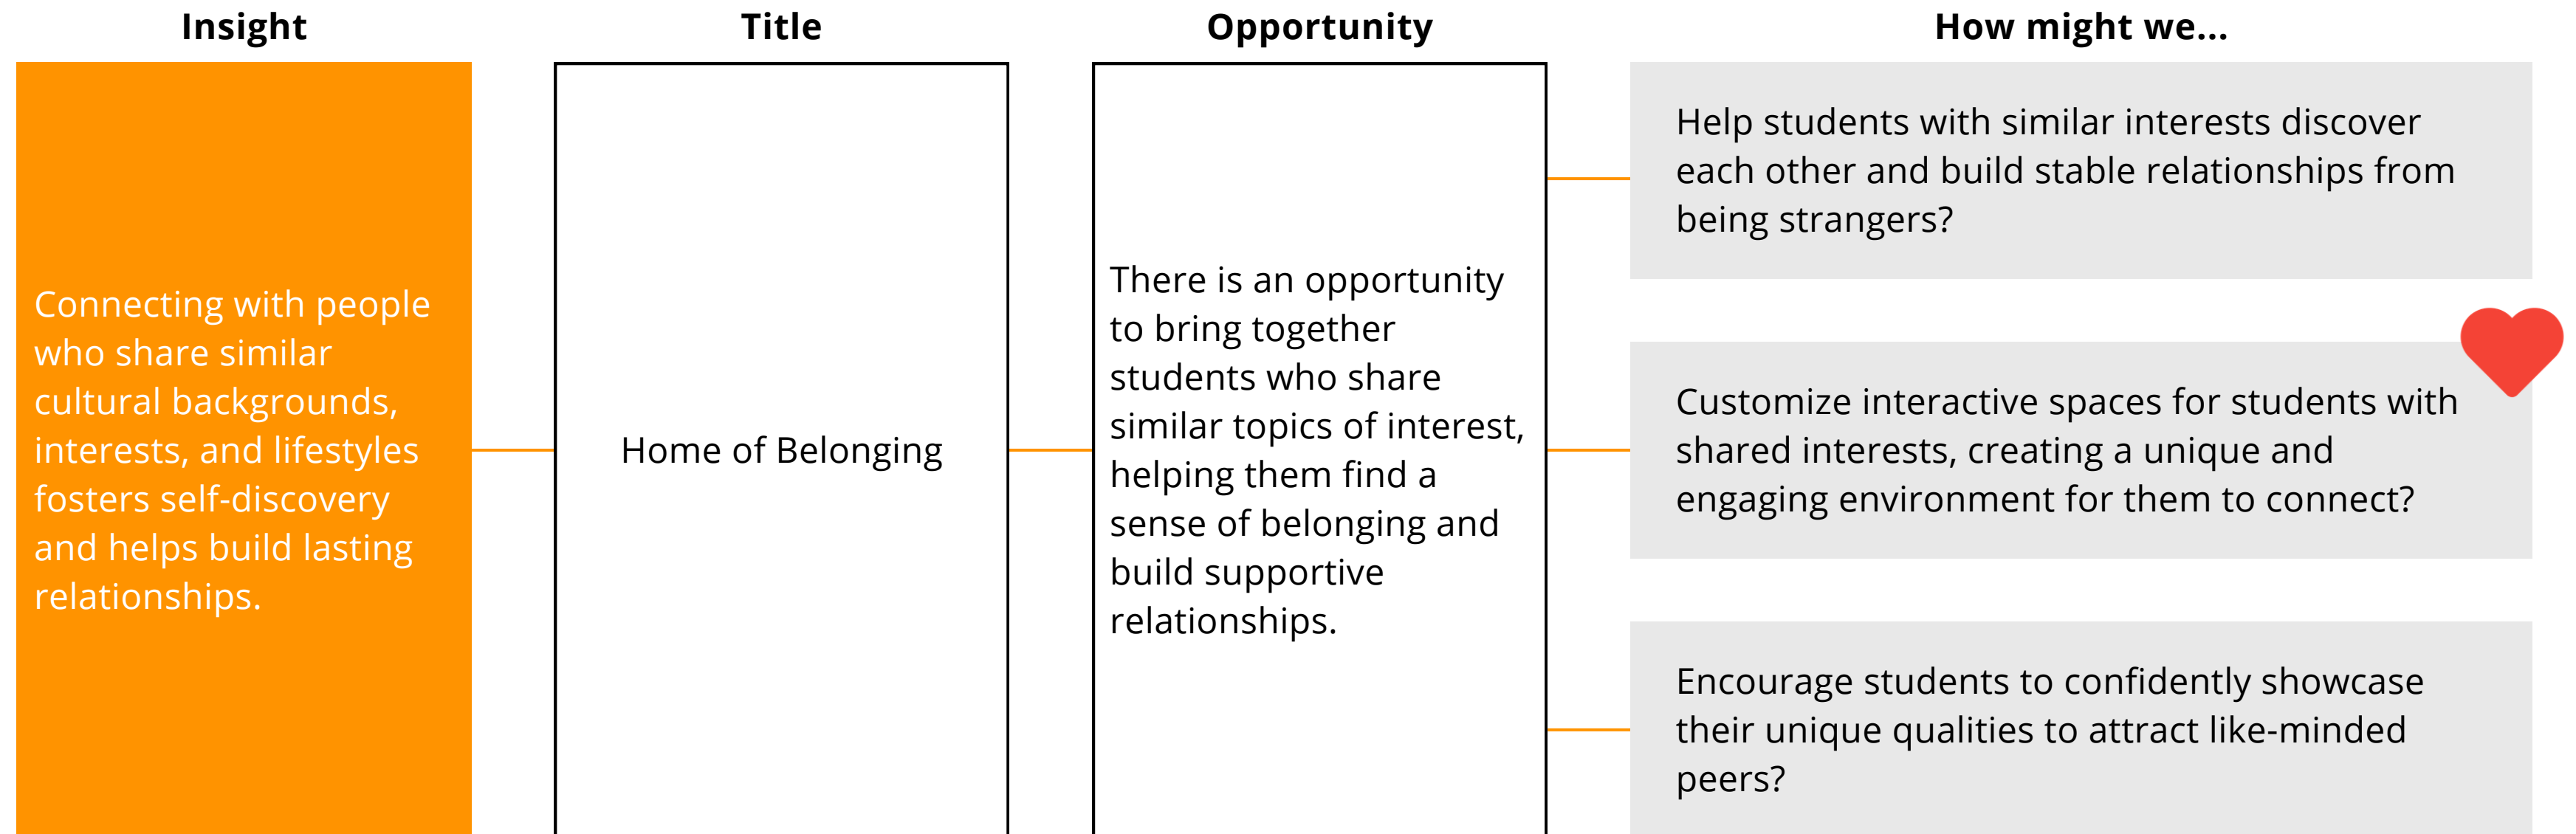 Insight
Title
Opportunity
How might we...
Connecting with people
who share similar
cultural backgrounds,
interests, and lifestyles
fosters self-discovery
and helps build lasting
relationships.
Home of Belonging
There is an opportunity
to bring together
students who share
similar topics of interest,
helping them find a
sense of belonging and
build supportive
relationships.
Help students with similar interests discover
each other and build stable relationships from
being strangers?
Customize interactive spaces for students with
shared interests, creating a unique and
engaging environment for them to connect?
Encourage students to confidently showcase
their unique qualities to attract like-minded
peers?